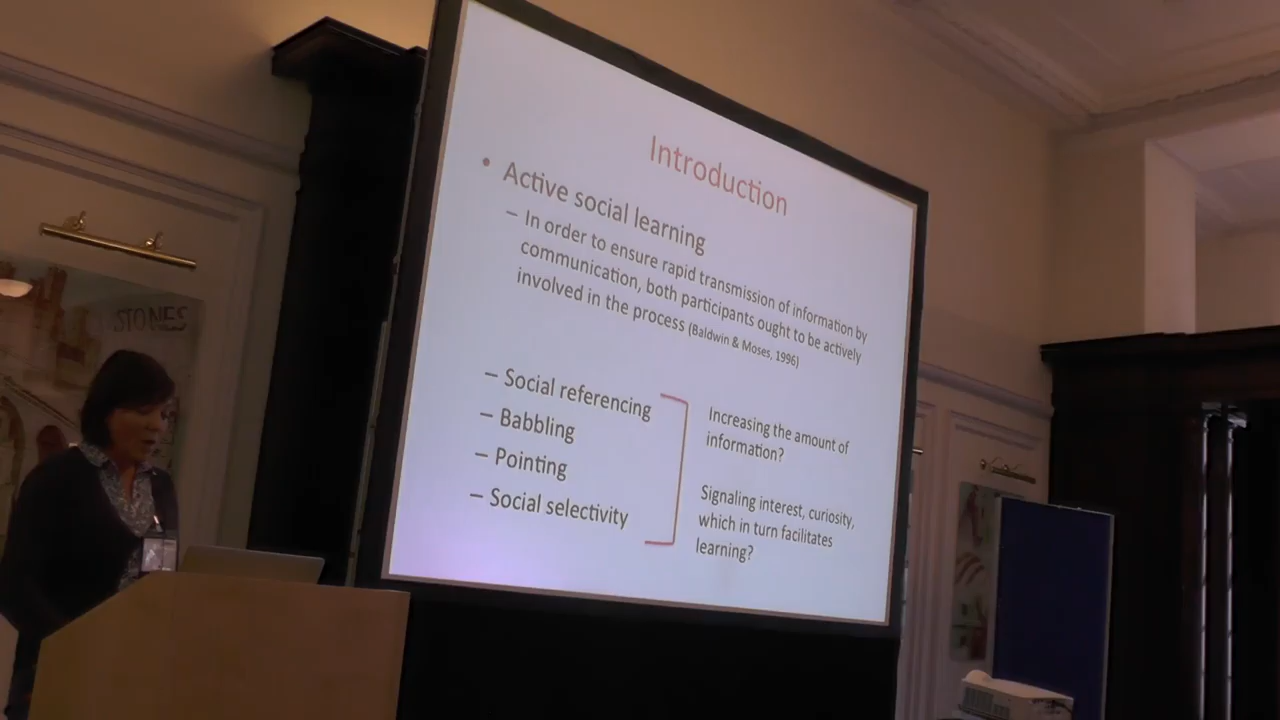 Introduction
• Active social learning
– In order to ensure rapid transmission of information by
communication, both participants ought to be actively
involved in the process (Baldwin & Moses, 1996)
– Social referencing
– Babbling
– Pointing
– Social selectivity
Increasing the amount of
information?
Signaling interest, curiosity,
which in turn facilitates
learning?
STONES